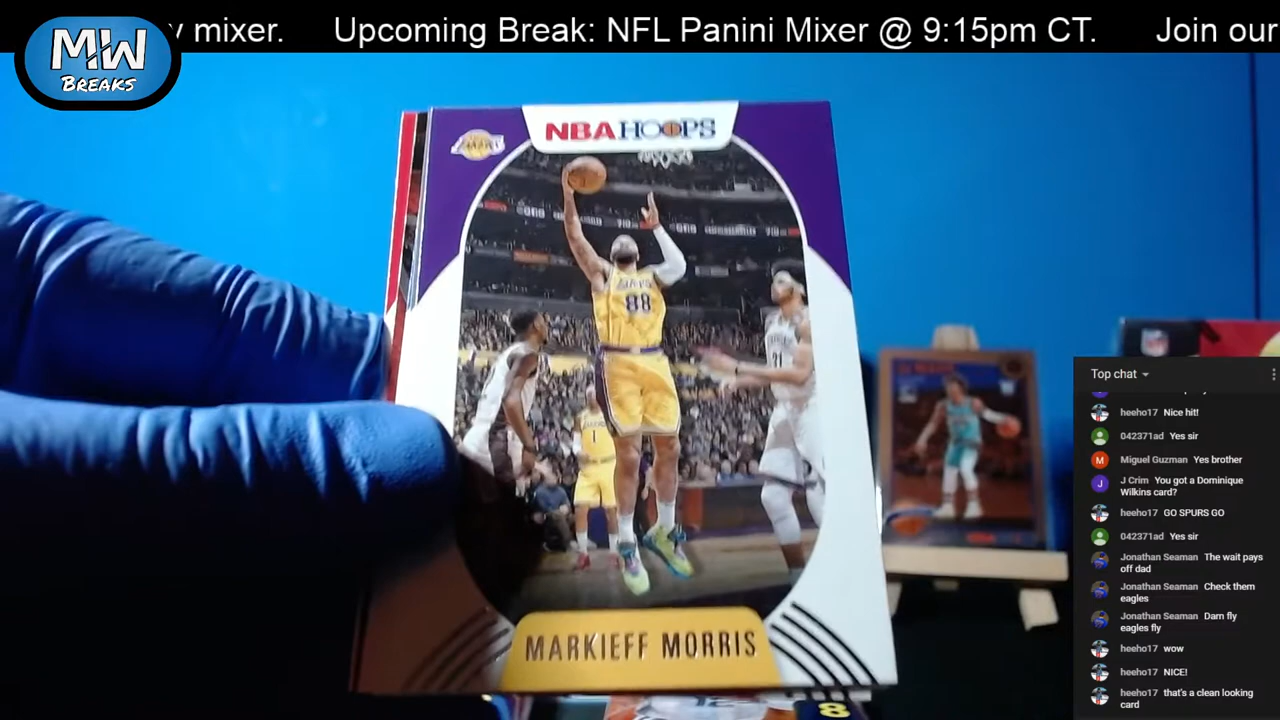 y mixer. Upcoming Break: NFL Panini Mixer @ 9:15pm CT. Join our
MW
BREAKS
NBA HOOPS
88
21
1
MARKIEFF MORRIS
8
Top chat
heeho17 Nice hit!
042371ad Yes sir
M
Miguel Guzman Yes brother
J
J Crim You got a Dominique
Wilkins card?
heeho17 GO SPURS GO
042371ad Yes sir
Jonathan Seaman The wait pays
off dad
Jonathan Seaman Check them
eagles
Jonathan Seaman Darn fly
eagles fly
heeho17 wow
heeho17 NICE!
heeho17 that's a clean looking
card